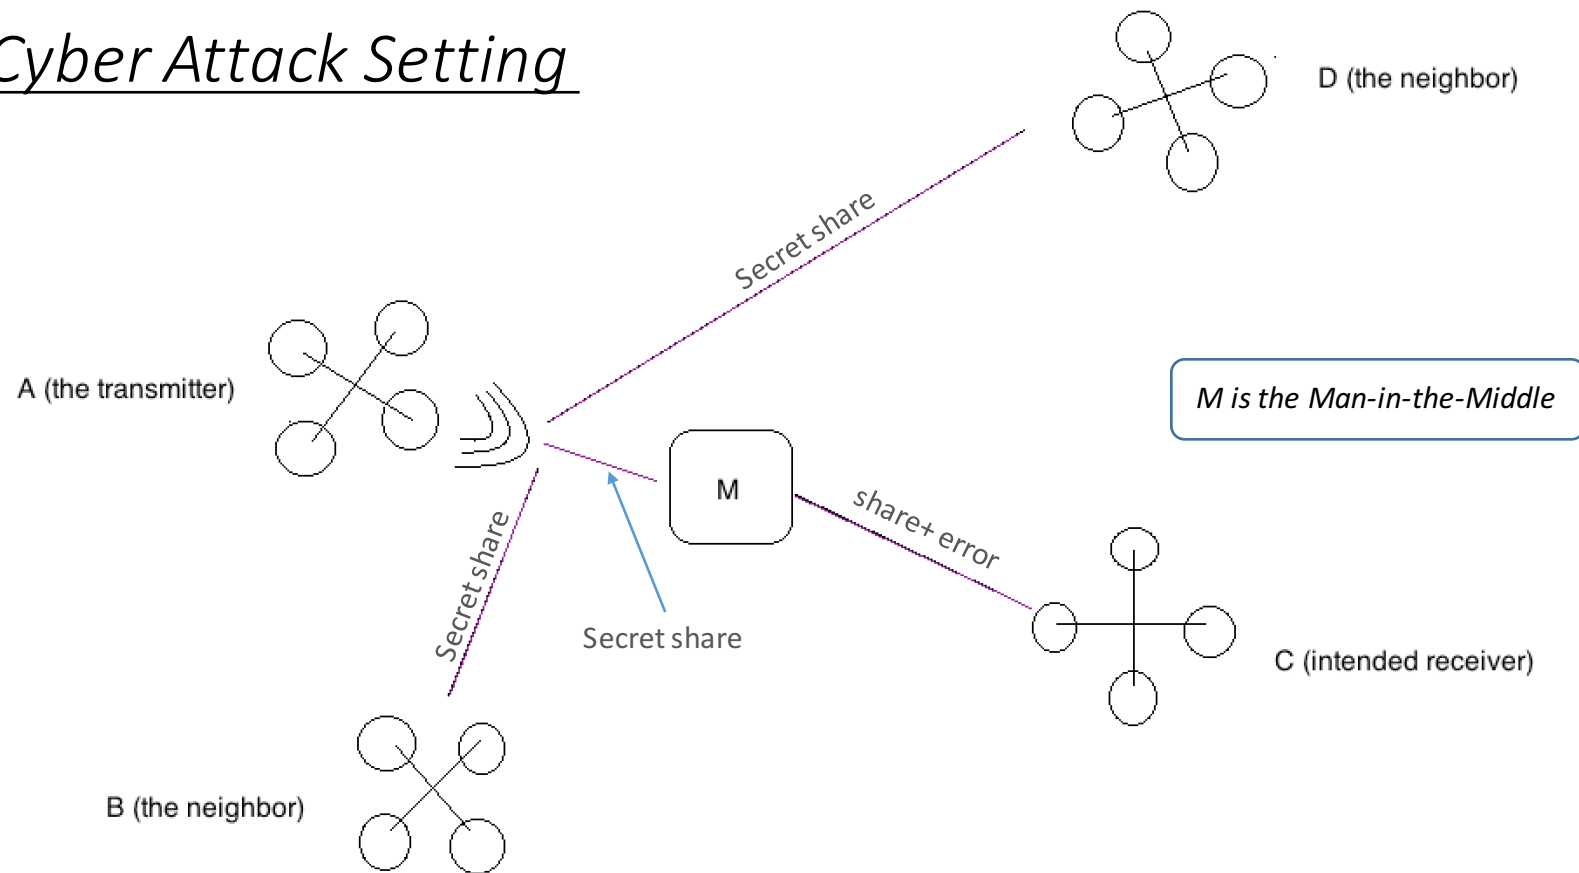 Cyber Attack Setting
D (the neighbor)
Secret share
A (the transmitter)
M is the Man-in-the-Middle
M
share+ error
Secret share
Secret share
C (intended receiver)
B (the neighbor)